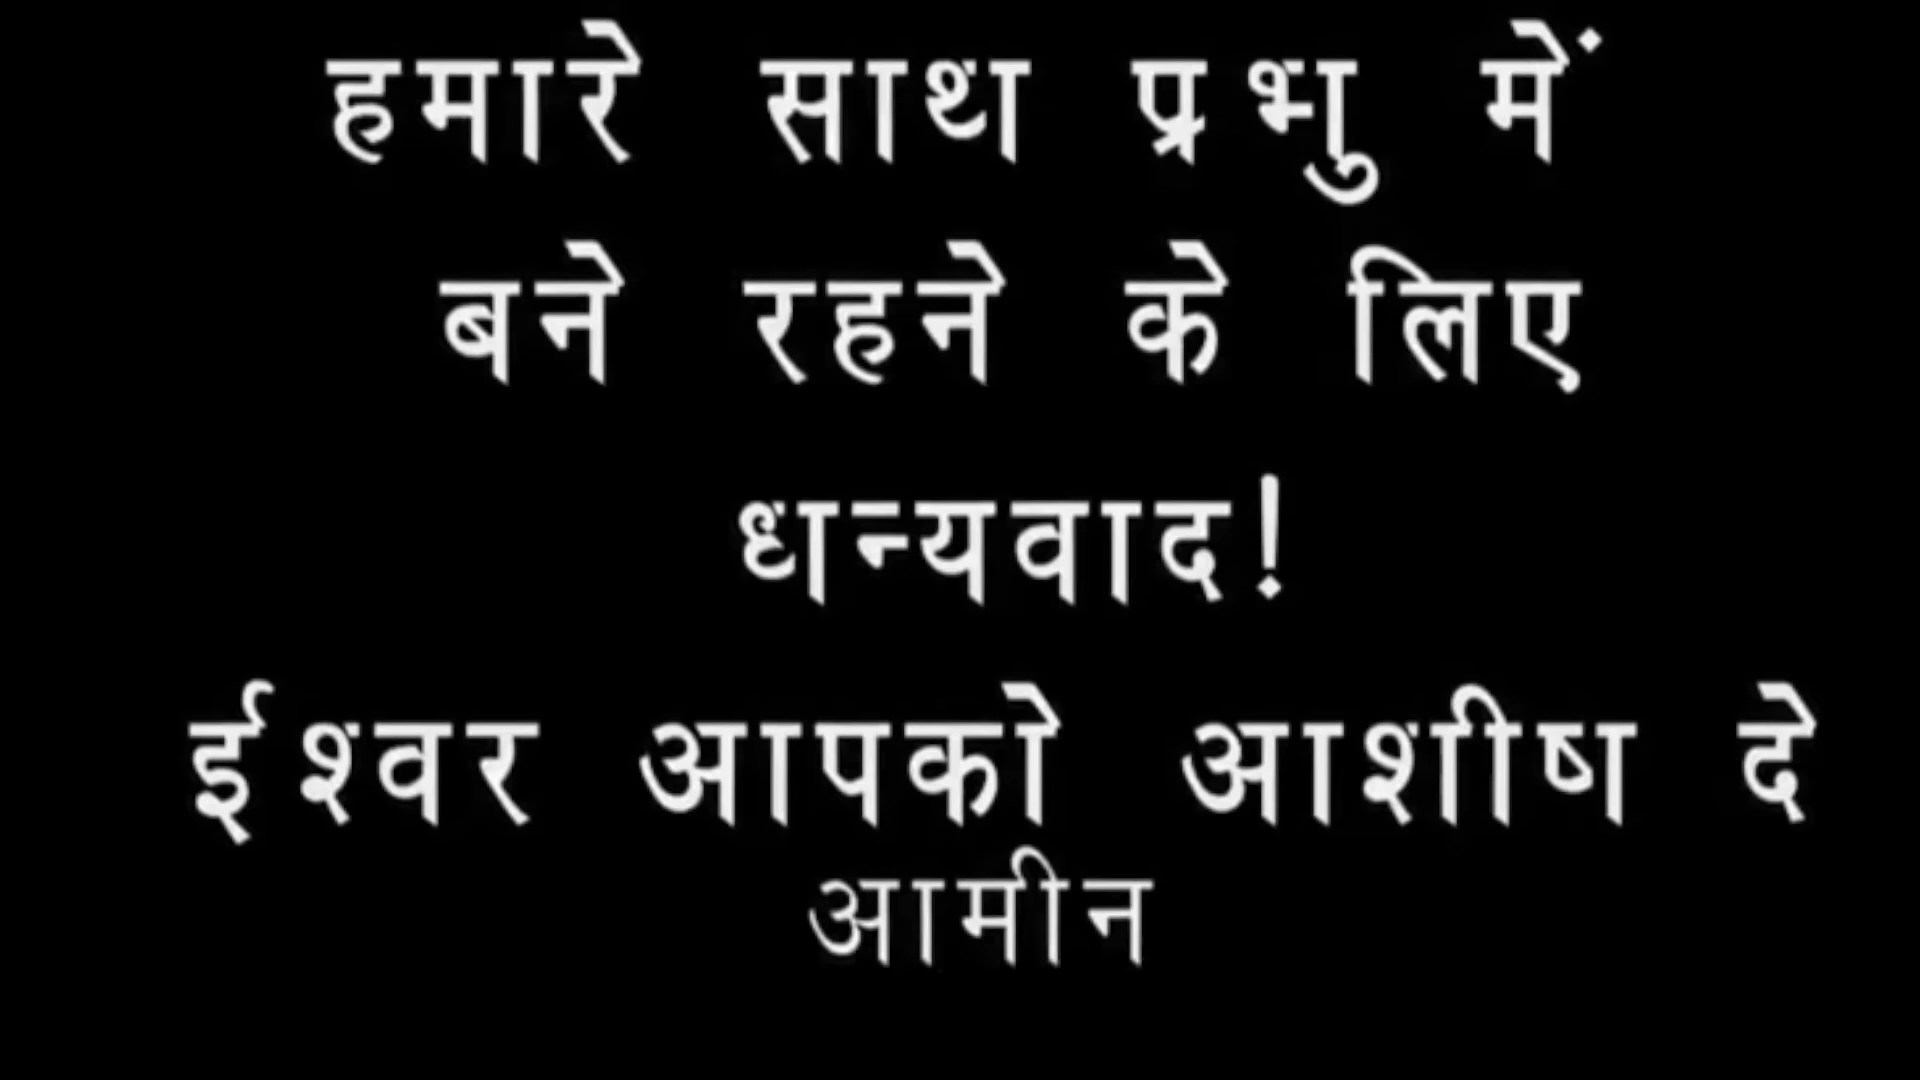 हमारे साथ प्रभु में
बने रहने के लिए
धन्यवाद!
ईश्वर आपको आशीष दे
आमीन